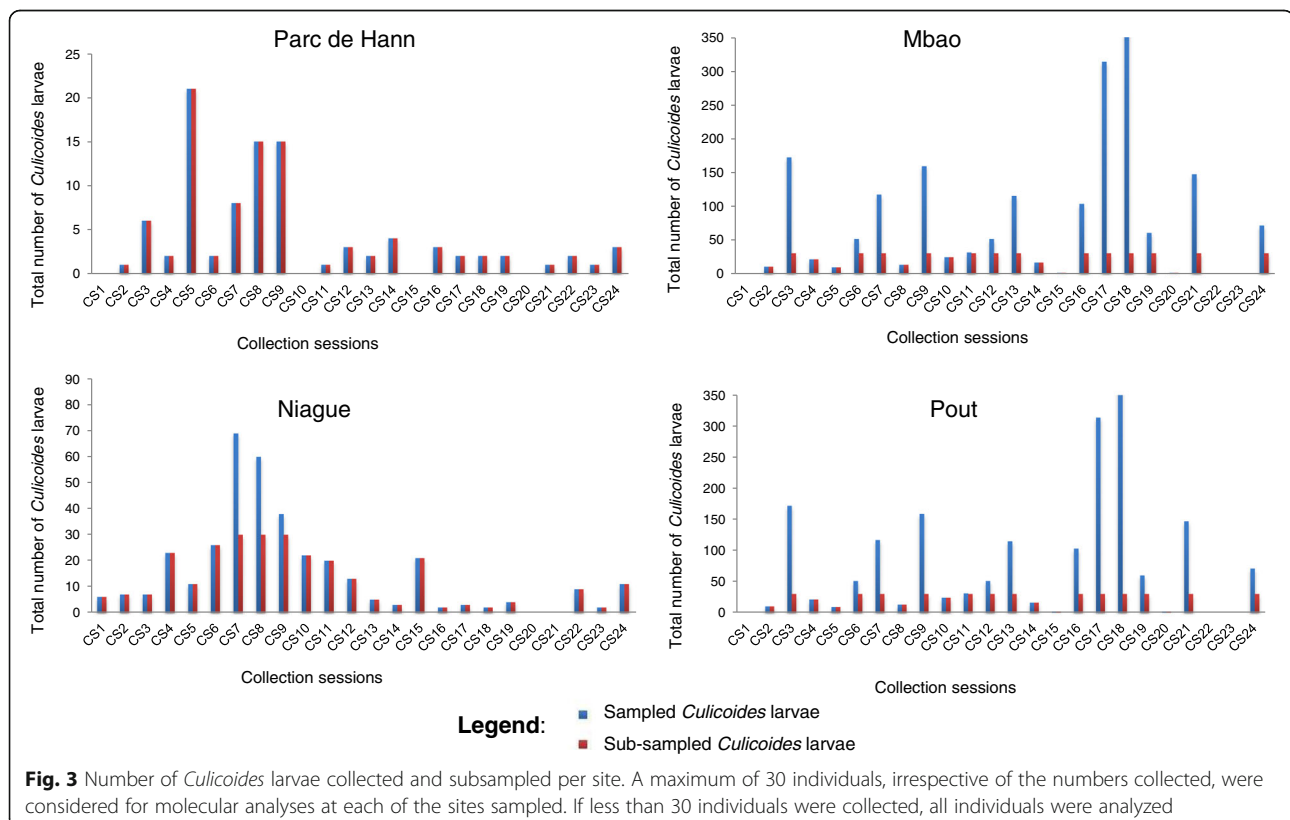 Parc de Hann
Total number of Culicoides larvae
25
20
15
10
5
0
CS1 CS2 CS3 CS4 CS5 CS6 CS7 CS8 CS9 CS10 CS11 CS12 CS13 CS14 CS15 CS16 CS17 CS18 CS19 CS20 CS21 CS22 CS23 CS24
Collection sessions
Mbao
Total number of Culicoides larvae
350
300
250
200
150
100
50
0
CS1 CS2 CS3 CS4 CS5 CS6 CS7 CS8 CS9 CS10 CS11 CS12 CS13 CS14 CS15 CS16 CS17 CS18 CS19 CS20 CS21 CS22 CS23 CS24
Collection sessions
Niague
Total number of Culicoides larvae
90
80
70
60
50
40
30
20
10
0
CS1 CS2 CS3 CS4 CS5 CS6 CS7 CS8 CS9 CS10 CS11 CS12 CS13 CS14 CS15 CS16 CS17 CS18 CS19 CS20 CS21 CS22 CS23 CS24
Collection sessions
Pout
Total number of Culicoides larvae
350
300
250
200
150
100
50
0
CS1 CS2 CS3 CS4 CS5 CS6 CS7 CS8 CS9 CS10 CS11 CS12 CS13 CS14 CS15 CS16 CS17 CS18 CS19 CS20 CS21 CS22 CS23 CS24
Collection sessions
Legend:
Sampled Culicoides larvae
Sub-sampled Culicoides larvae
Fig. 3 Number of Culicoides larvae collected and subsampled per site. A maximum of 30 individuals, irrespective of the numbers collected, were
considered for molecular analyses at each of the sites sampled. If less than 30 individuals were collected, all individuals were analyzed